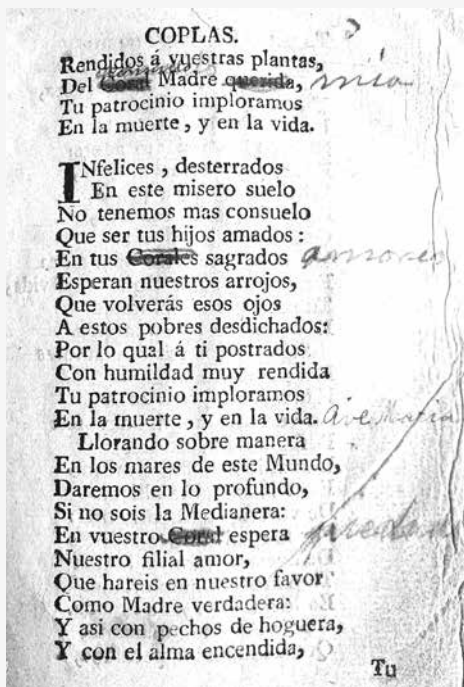 COPLAS.
Rendidos á vuestras plantas,
Del Coral Madre querida, mia
Tu patrocinio imploramos
En la muerte, y en la vida.
INfelices, desterrados
En este misero suelo
No tenemos mas consuelo
Que ser tus hijos amados:
En tus Corales sagrados amores
Esperan nuestros arrojos,
Que volverás esos ojos
A estos pobres desdichados:
Por lo qual á ti postrados
Con humildad muy rendida
Tu patrocinio imploramos
En la muerte, y en la vida. Ave Maria
Llorando sobre manera
En los mares de este Mundo,
Daremos en lo profundo,
Si no sois la Medianera:
En vuestro Coral espera piedad
Nuestro filial amor,
Que hareis en nuestro favor
Como Madre verdadera:
Y asi con pechos de hoguera,
Y con el alma encendida,
Tu